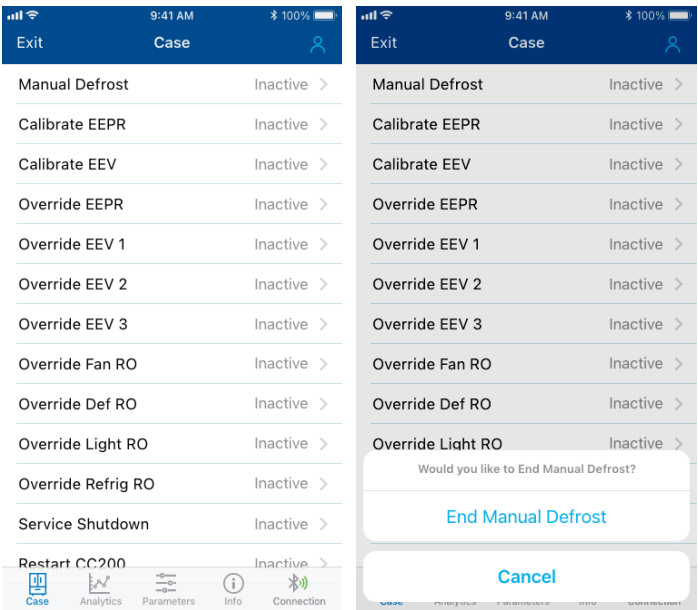 9:41 AM 100%
Exit Case
Manual Defrost Inactive
Calibrate EEPR Inactive
Calibrate EEV Inactive
Override EEPR Inactive
Override EEV 1 Inactive
Override EEV 2 Inactive
Override EEV 3 Inactive
Override Fan RO Inactive
Override Def RO Inactive
Override Light RO Inactive
Override Refrig RO Inactive
Service Shutdown Inactive
Restart CC200 Inactive
Case Analytics Parameters Info Connection
9:41 AM 100%
Exit Case
Manual Defrost Inactive
Calibrate EEPR Inactive
Calibrate EEV Inactive
Override EEPR Inactive
Override EEV 1 Inactive
Override EEV 2 Inactive
Override EEV 3 Inactive
Override Fan RO Inactive
Override Def RO Inactive
Override Light RO Inactive
Would you like to End Manual Defrost?
End Manual Defrost
Cancel
Case Analytics Parameters Info Connection